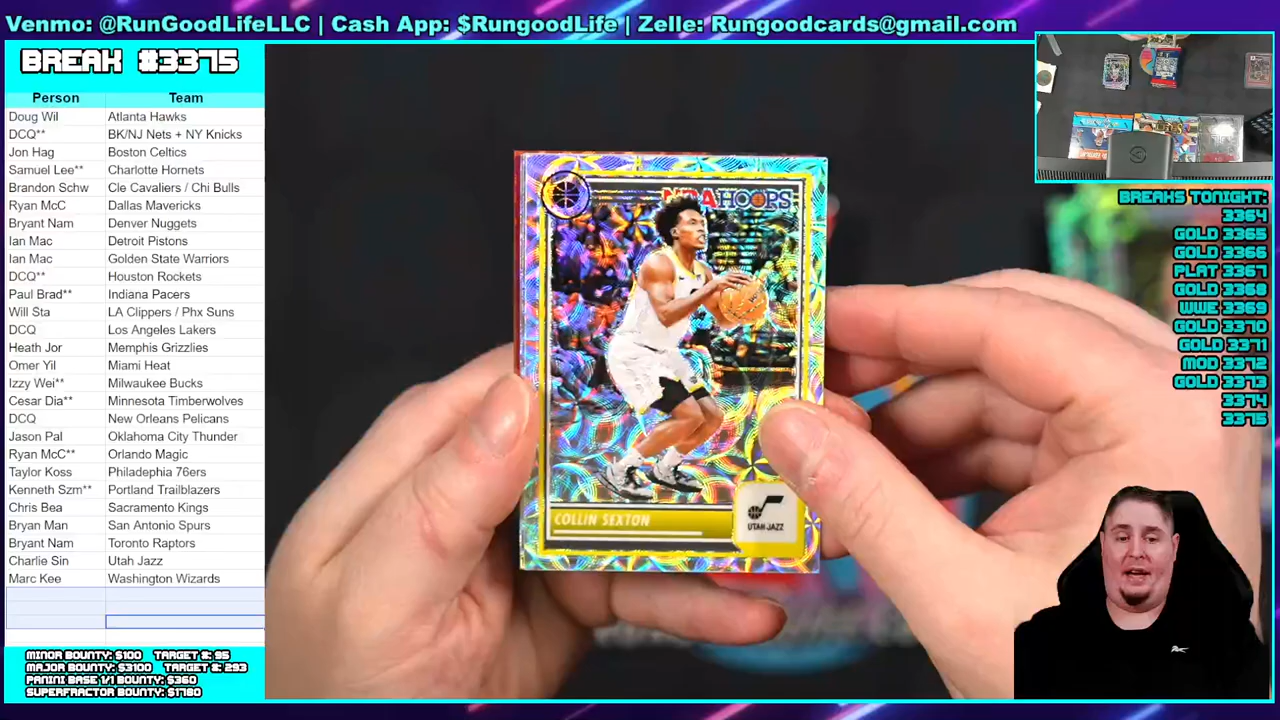 Venmo: @RunGoodLifeLLC | Cash App: $RungoodLife | Zelle: Rungoodcards@gmail.com
BREAK #3375
Person Team
Doug Wil Atlanta Hawks
DCQ** BK/NJ Nets + NY Knicks
Jon Hag Boston Celtics
Samuel Lee** Charlotte Hornets
Brandon Schw Cle Cavaliers / Chi Bulls
Ryan McC Dallas Mavericks
Bryant Nam Denver Nuggets
Ian Mac Detroit Pistons
Ian Mac Golden State Warriors
DCQ** Houston Rockets
Paul Brad** Indiana Pacers
Will Sta LA Clippers / Phx Suns
DCQ Los Angeles Lakers
Heath Jor Memphis Grizzlies
Omer Yil Miami Heat
Izzy Wei** Milwaukee Bucks
Cesar Dia** Minnesota Timberwolves
DCQ New Orleans Pelicans
Jason Pal Oklahoma City Thunder
Ryan McC** Orlando Magic
Taylor Koss Philadephia 76ers
Kenneth Szm** Portland Trailblazers
Chris Bea Sacramento Kings
Bryan Man San Antonio Spurs
Bryant Nam Toronto Raptors
Charlie Sin Utah Jazz
Marc Kee Washington Wizards
MINOR BOUNTY: $100 TARGET #: 95
MAJOR BOUNTY: $3100 TARGET #: 293
PANINI BASE 1/1 BOUNTY: $360
SUPERFRACTOR BOUNTY: $1780
NBA HOOPS
COLLIN SEXTON
UTAH JAZZ
BREAKS TONIGHT:
3364
GOLD 3365
GOLD 3366
PLAT 3367
GOLD 3368
WWE 3369
GOLD 3370
GOLD 3371
MOD 3372
GOLD 3373
3374
3375